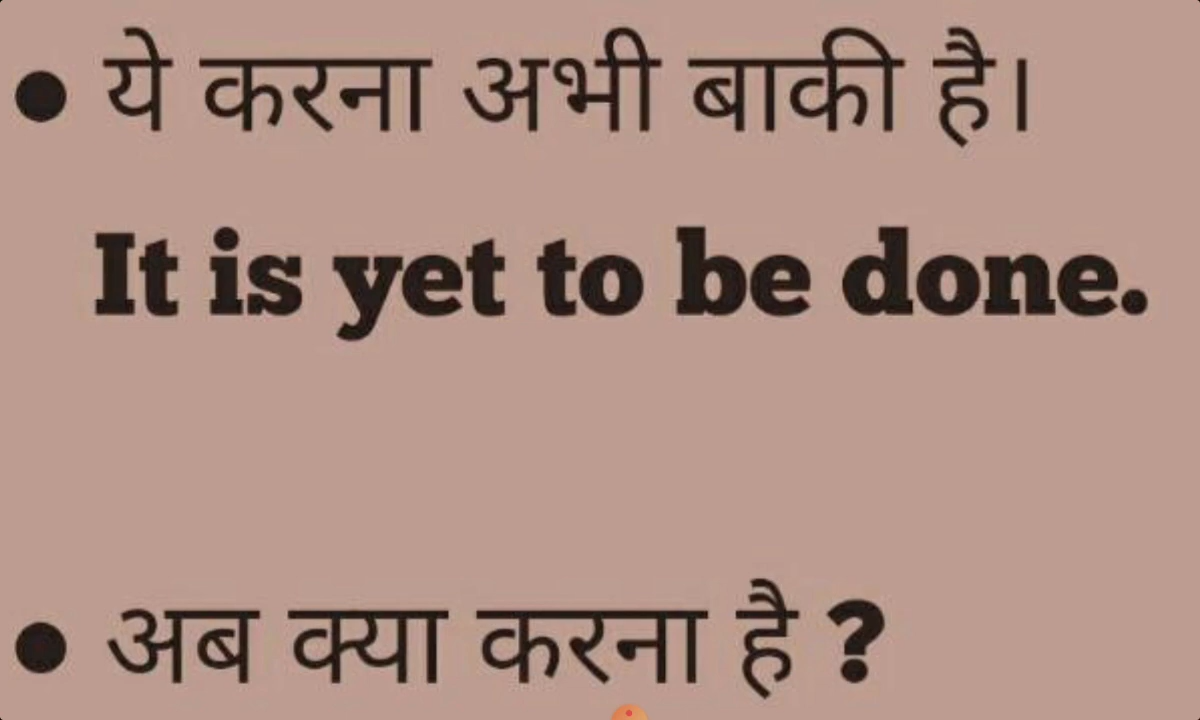 • ये करना अभी बाकी है।
It is yet to be done.
• अब क्या करना है ?